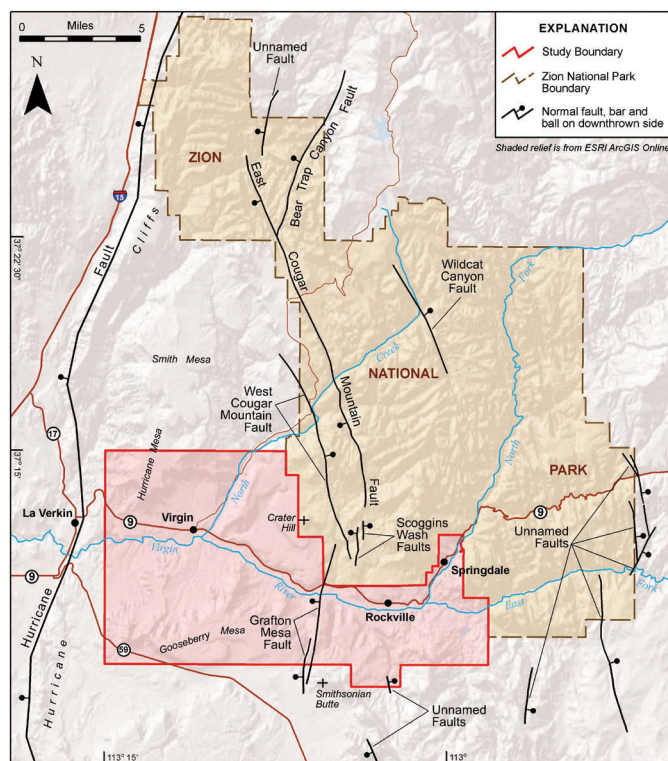 Miles
0
5
N
EXPLANATION
Study Boundary
Zion National Park
Boundary
Normal fault, bar and
ball on downthrown side
Shaded relief is from ESRI ArcGIS Online
Unnamed
Fault
ZION
Bear Trap Canyon Fault
East
Cougar
Mountain
Fault
15
Fault
Cliffs
37° 22' 30"
Wildcat
Canyon
Fault
Fork
North
Creek
North
Smith Mesa
NATIONAL
West
Cougar
Mountain
Fault
17
37° 15'
Hurricane Mesa
PARK
9
La Verkin
9
Virgin
North
Crater
Hill
Scoggins
Wash
Faults
Unnamed
Faults
Virgin
River
Springdale
9
East
Fork
Rockville
Hurricane
Hurricane
59
Gooseberry Mesa
Grafton
Mesa
Fault
Smithsonian
Butte
Unnamed
Faults
113° 15'
113°